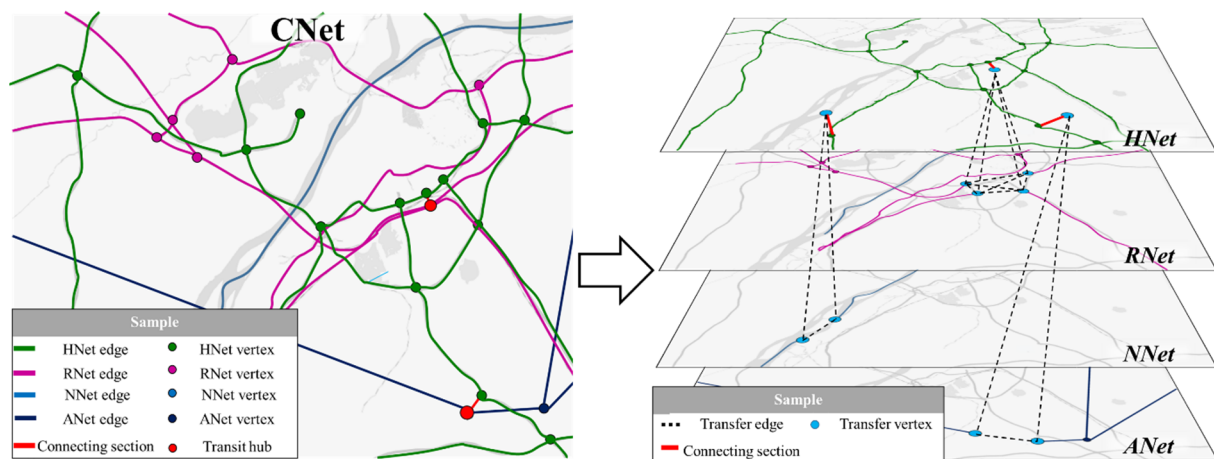 CNet
Sample
HNet edge
HNet vertex
RNet edge
RNet vertex
NNet edge
NNet vertex
ANet edge
ANet vertex
Connecting section
Transit hub
HNet
RNet
NNet
ANet
Sample
Transfer edge
Transfer vertex
Connecting section